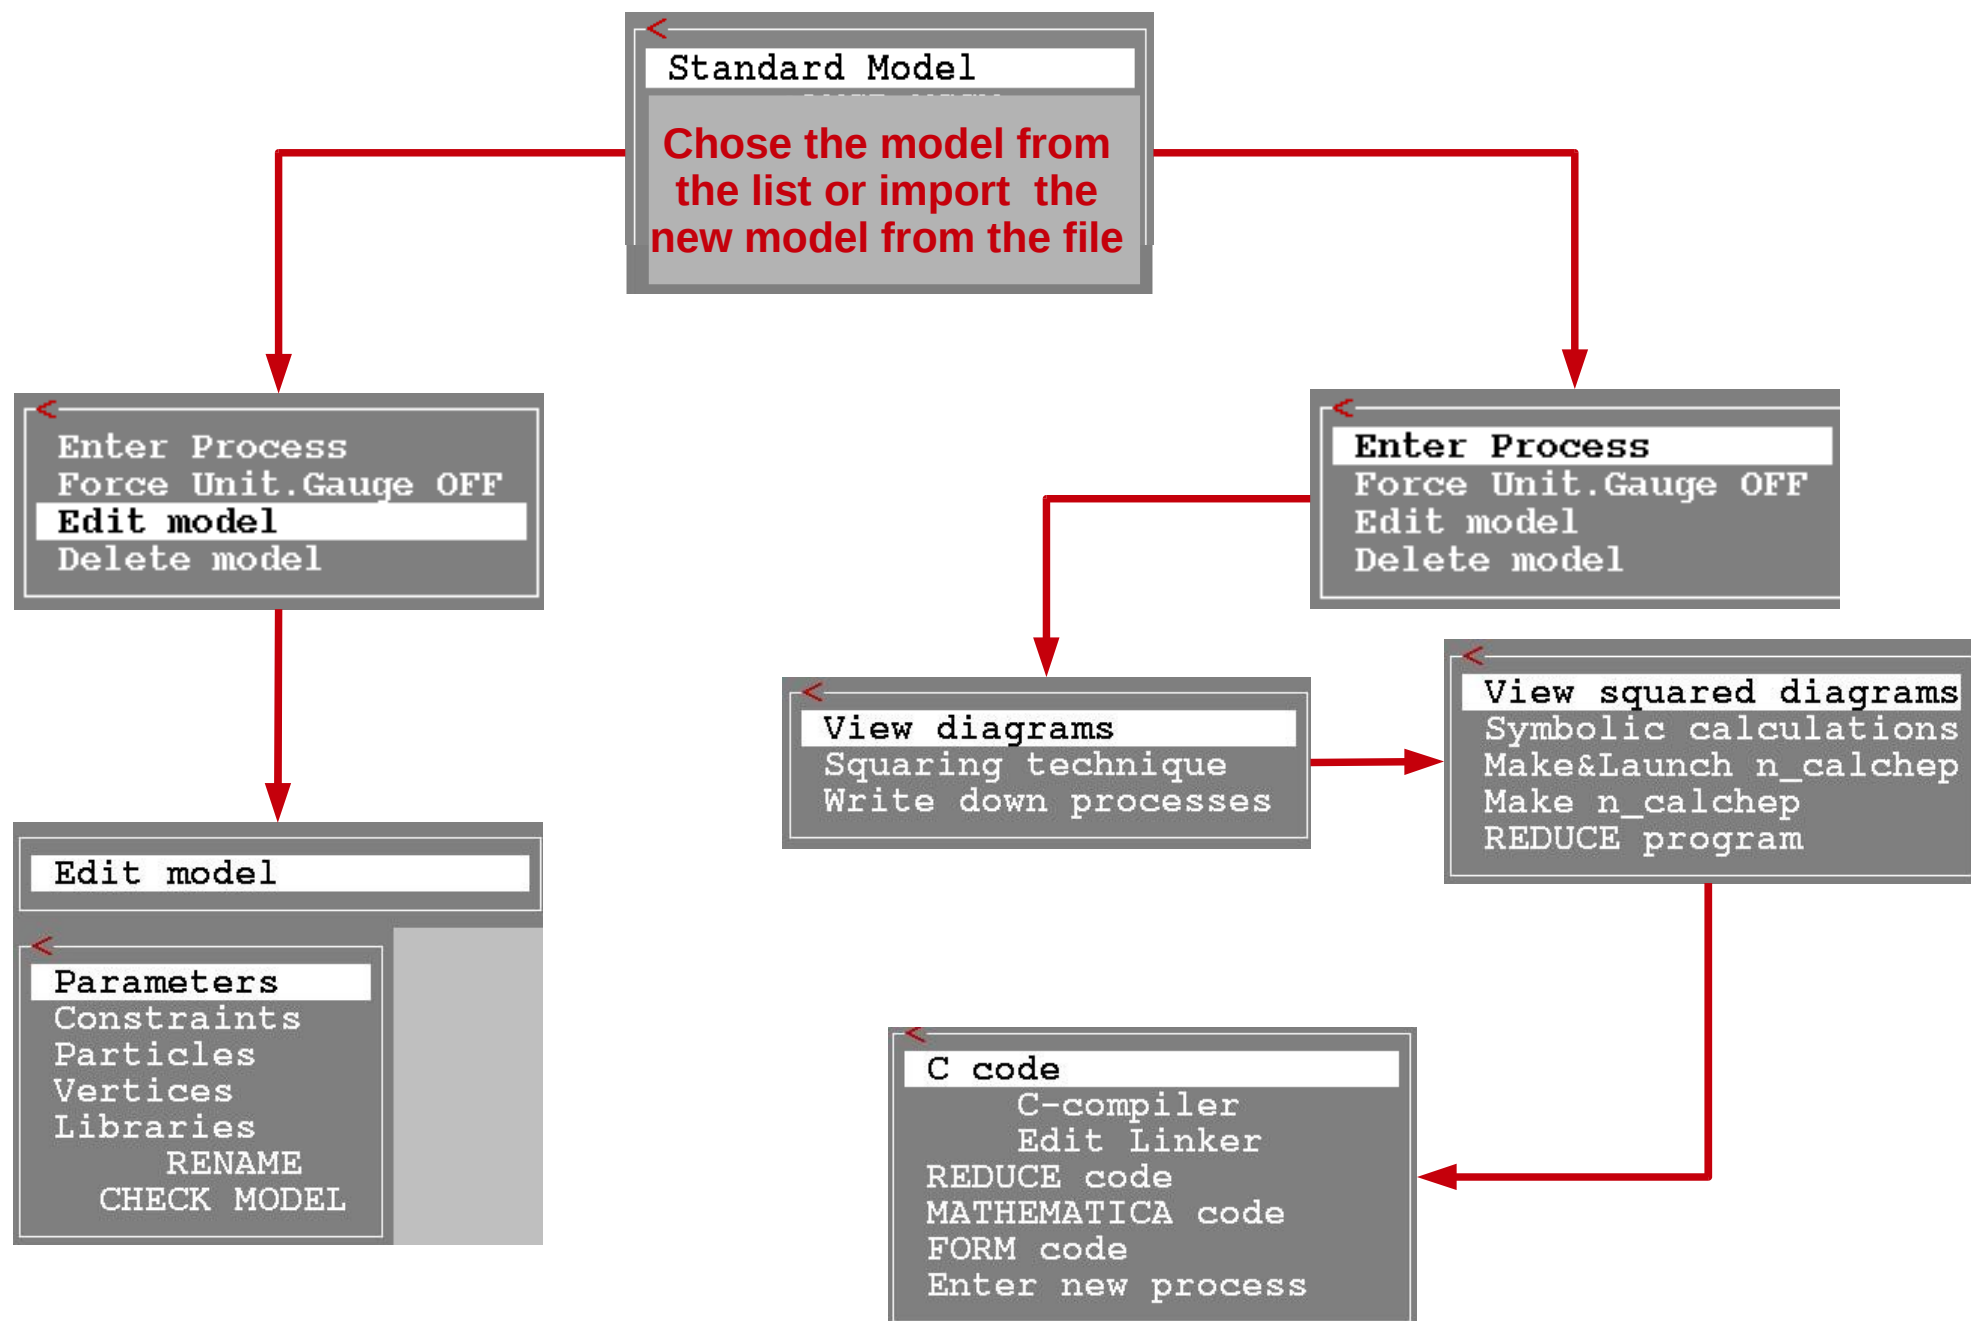 Standard Model
Chose the model from
the list or import the
new model from the file
Enter Process
Force Unit.Gauge OFF
Edit model
Delete model
Enter Process
Force Unit.Gauge OFF
Edit model
Delete model
View diagrams
Squaring technique
Write down processes
View squared diagrams
Symbolic calculations
Make&Launch n_calchep
Make n_calchep
REDUCE program
Edit model
Parameters
Constraints
Particles
Vertices
Libraries
RENAME
CHECK MODEL
C code
C-compiler
Edit Linker
REDUCE code
MATHEMATICA code
FORM code
Enter new process